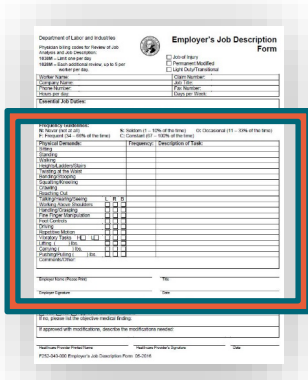 Department of Labor and Industries
Employer's Job Description
Form
Physician billing codes for Review of Job
Analysis and Job Description:
1038M – Limit one per day
1028M – Each additional review, up to 5 per
worker per day.
Job of Injury
Permanent/Modified
Light Duty/Transitional
Worker Name:
Claim Number:
Company Name:
Job Title:
Phone Number:
Fax Number:
Hours per day
Days per Week:
Essential Job Duties:
Frequency Guidelines:
N: Never (not at all) S: Seldom (1 – 10% of the time) O: Occasional (11 – 33% of the time)
F: Frequent (34 – 66% of the time) C: Constant (67 – 100% of the time)
Physical Demands: Frequency: Description of Task:
Sitting
Standing
Walking
Heights/Ladders/Stairs
Twisting at the Waist
Bending/Stooping
Squatting/Kneeling
Crawling
Reaching Out
Talking/Hearing/Seeing L R B
Working Above Shoulders
Handling/Grasping
Fine Finger Manipulation
Foot Controls
Driving
Repetitive Motion
Vibratory Tasks H L
Lifting ( ) lbs.
Carrying ( ) lbs.
Pushing/Pulling ( ) lbs.
Comments/Other:
Employer Name (Please Print) Title
Employer Signature Date
If no, please list the objective medical finding.
If approved with modifications, describe the modifications needed:
Healthcare Provider Printed Name Healthcare Provider's Signature Date
F252-040-000 Employer's Job Description Form 05-2016